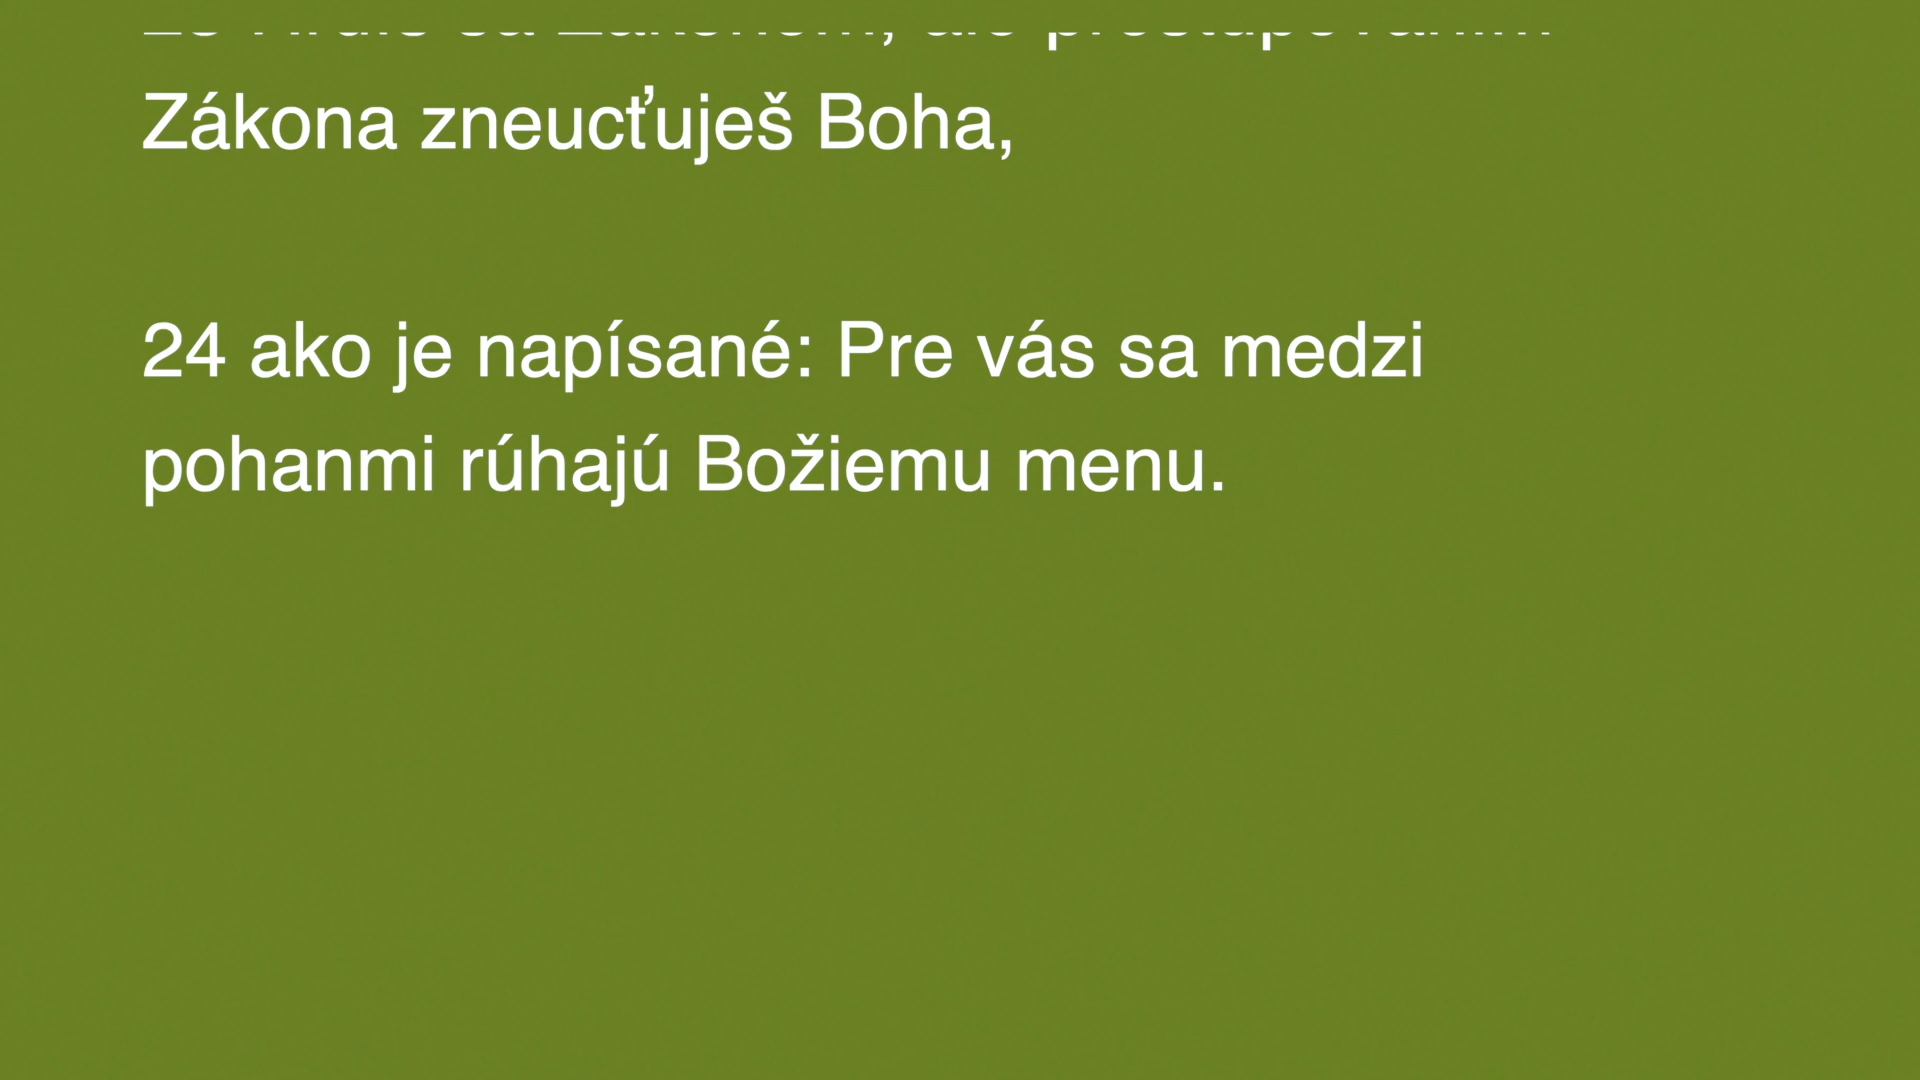 Zákona zneucťuješ Boha,
24 ako je napísané: Pre vás sa medzi
pohanmi rúhajú Božiemu menu.